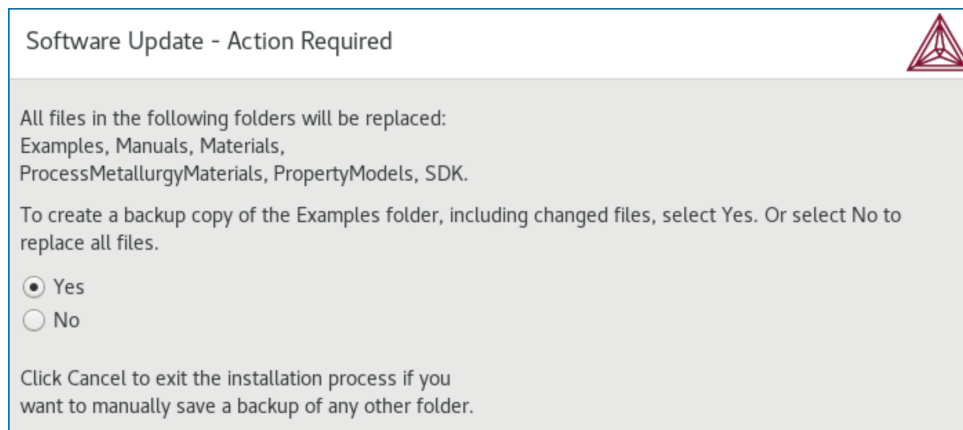 Software Update - Action Required
All files in the following folders will be replaced:
Examples, Manuals, Materials,
ProcessMetallurgyMaterials, PropertyModels, SDK.
To create a backup copy of the Examples folder, including changed files, select Yes. Or select No to
replace all files.
Yes
No
Click Cancel to exit the installation process if you
want to manually save a backup of any other folder.